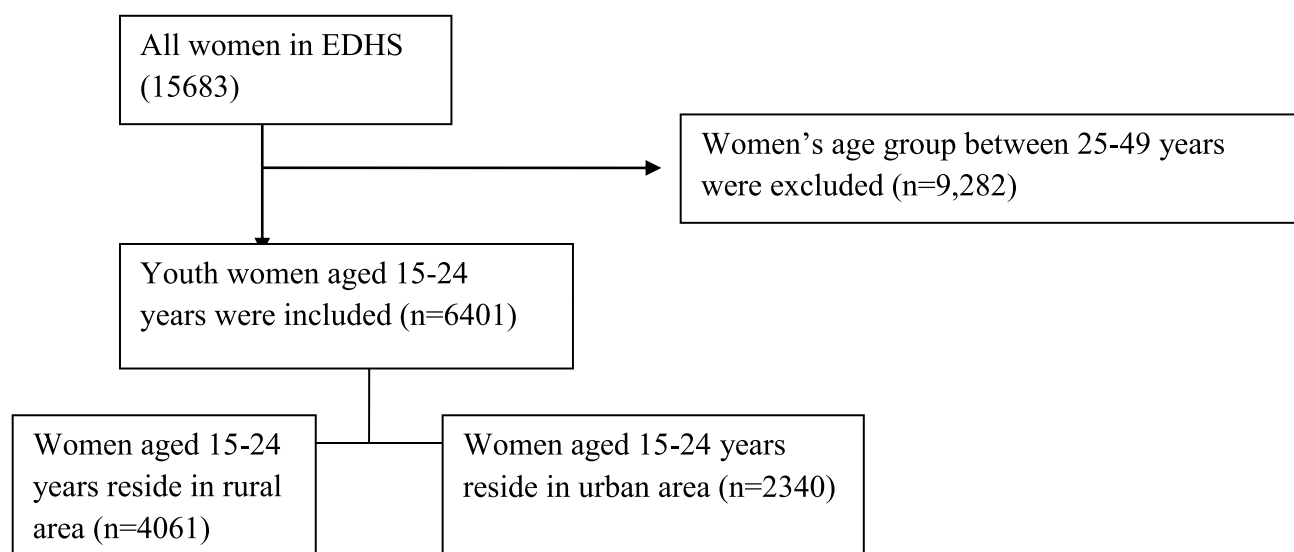 All women in EDHS
(15683)
Women’s age group between 25-49 years
were excluded (n=9,282)
Youth women aged 15-24
years were included (n=6401)
Women aged 15-24
years reside in rural
area (n=4061)
Women aged 15-24 years
reside in urban area (n=2340)